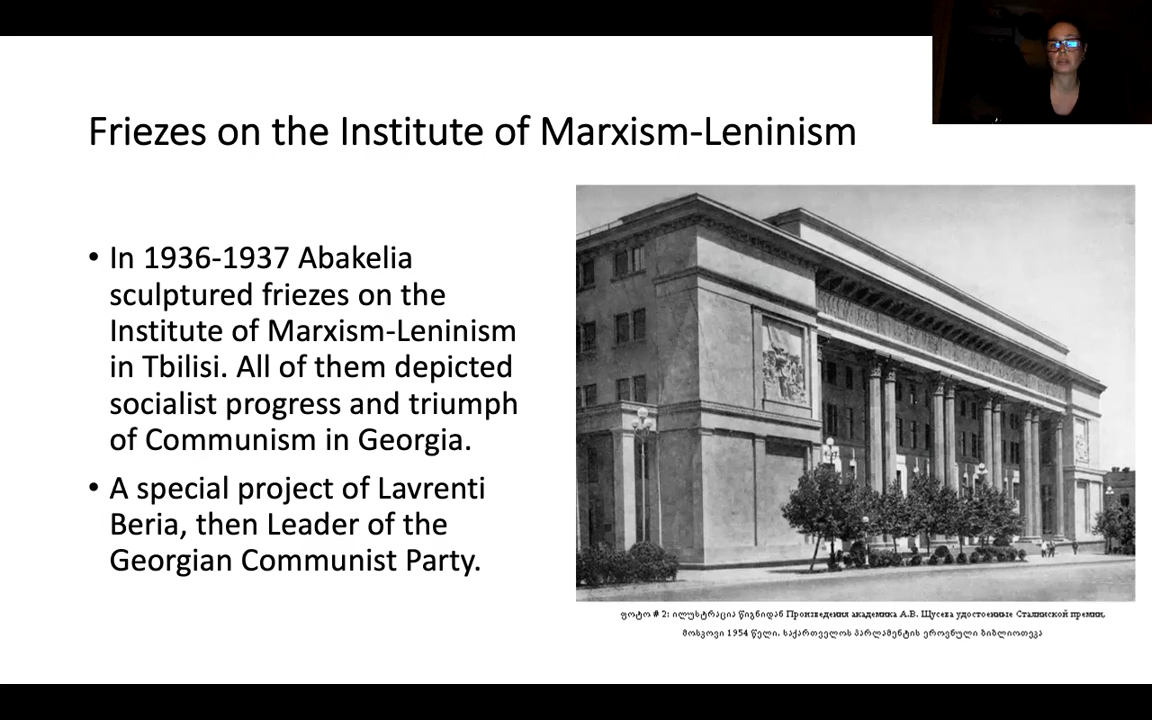 Friezes on the Institute of Marxism-Leninism
• In 1936-1937 Abakelia
sculptured friezes on the
Institute of Marxism-Leninism
in Tbilisi. All of them depicted
socialist progress and triumph
of Communism in Georgia.
• A special project of Lavrenti
Beria, then Leader of the
Georgian Communist Party.
ფოტო # 2: ილუსტრაცია წიგნიდან Произведения академика А.В. Щусева удостоенные Сталинской премии,
მოსკოვი 1954 წელი. საქართველოს პარლამენტის ეროვნული ბიბლიოთეკა